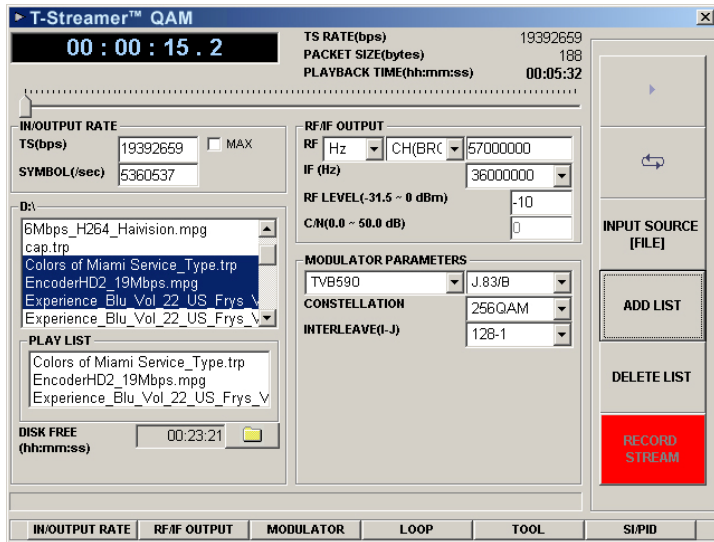 T-Streamer™ QAM
00 : 00 : 15 . 2
TS RATE(bps) 19392659
PACKET SIZE(bytes) 188
PLAYBACK TIME(hh:mm:ss) 00:05:32
IN/OUTPUT RATE
TS(bps) 19392659 MAX
SYMBOL(/sec) 5360537
D:\
6Mbps_H264_Haivision.mpg
cap.trp
Colors of Miami Service_Type.trp
EncoderHD2_19Mbps.mpg
Experience_Blu_Vol_22_US_Frys_V
Experience_Blu_Vol_22_US_Frys_V
PLAY LIST
Colors of Miami Service_Type.trp
EncoderHD2_19Mbps.mpg
Experience_Blu_Vol_22_US_Frys_V
DISK FREE
(hh:mm:ss)
00:23:21
RF/IF OUTPUT
RF Hz CH(BRC 57000000
IF (Hz) 36000000
RF LEVEL(-31.5 ~ 0 dBm) -10
C/N(0.0 ~ 50.0 dB) 0
MODULATOR PARAMETERS
TVB590 J.83/B
CONSTELLATION 256QAM
INTERLEAVE(I-J) 128-1
INPUT SOURCE
[FILE]
ADD LIST
DELETE LIST
RECORD
STREAM
IN/OUTPUT RATE RF/IF OUTPUT MODULATOR LOOP TOOL SI/PID